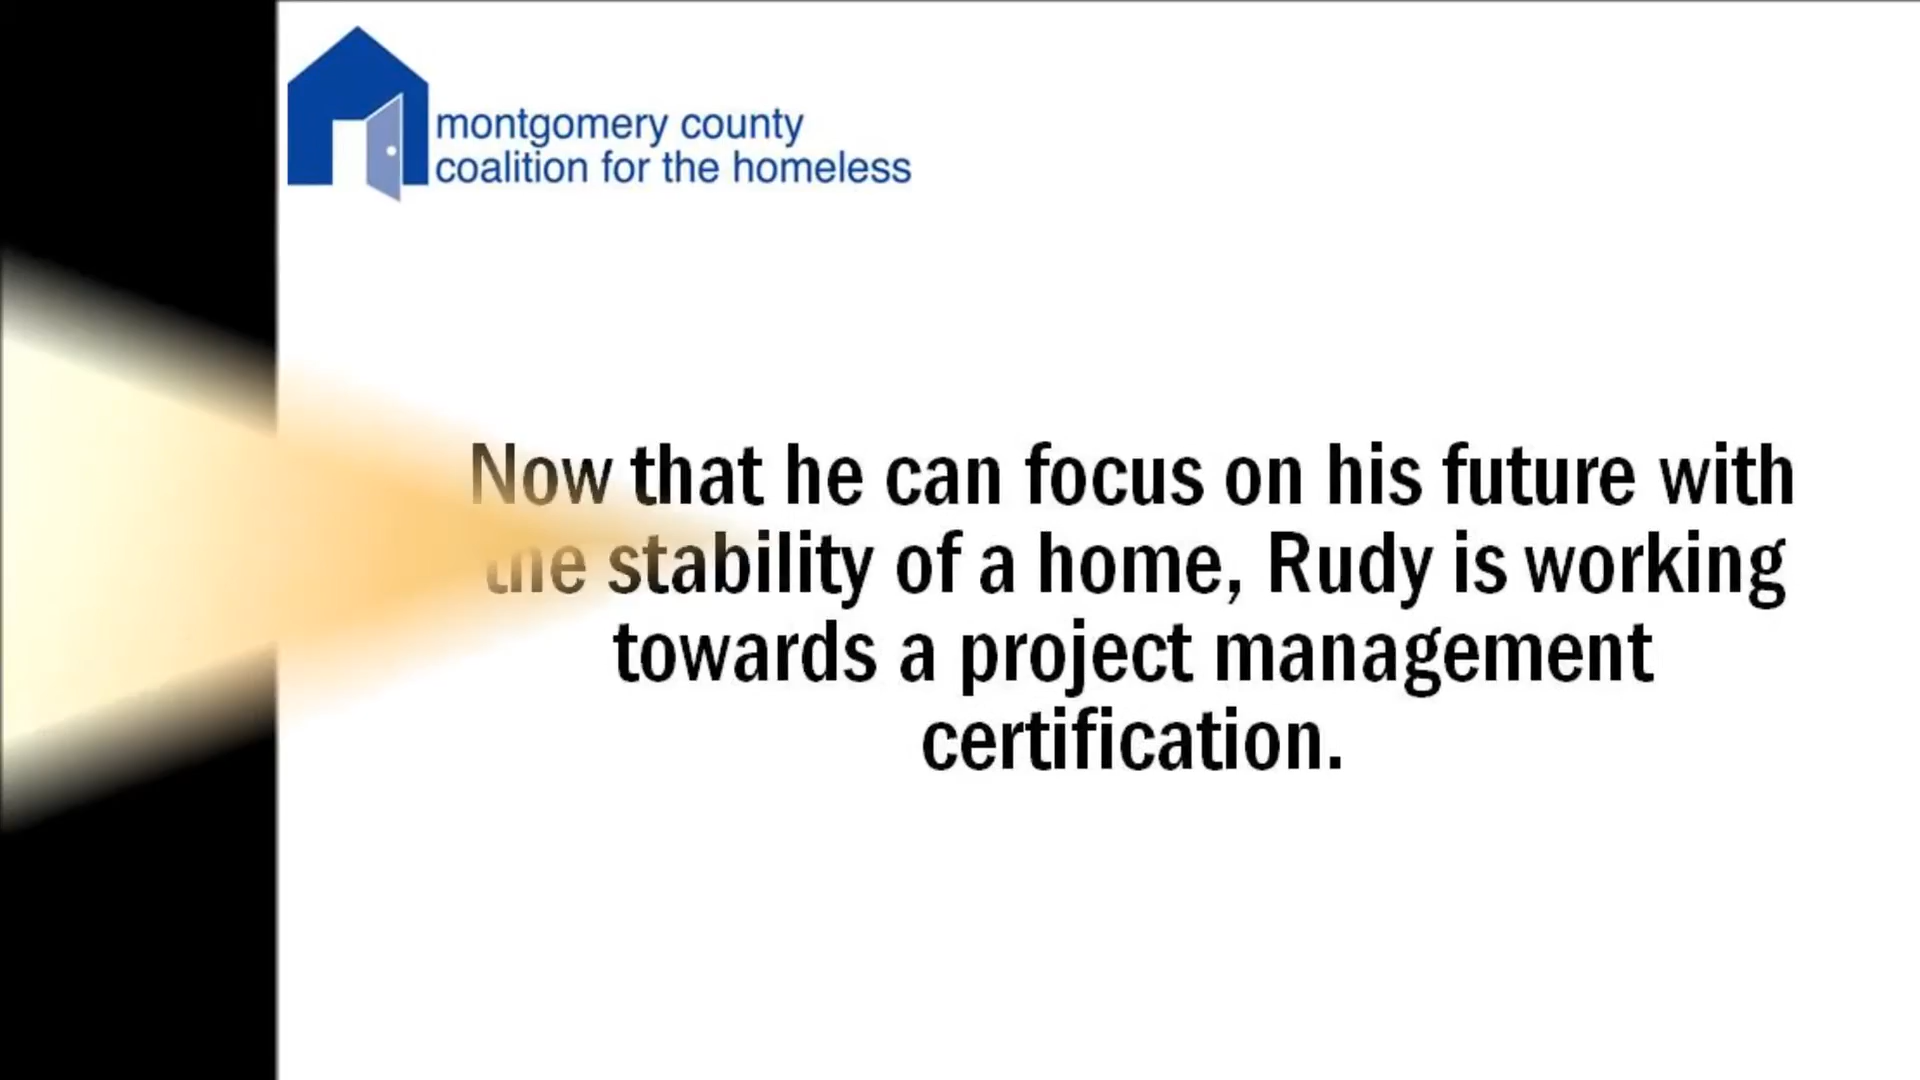 montgomery county
coalition for the homeless
Now that he can focus on his future with
the stability of a home, Rudy is working
towards a project management
certification.